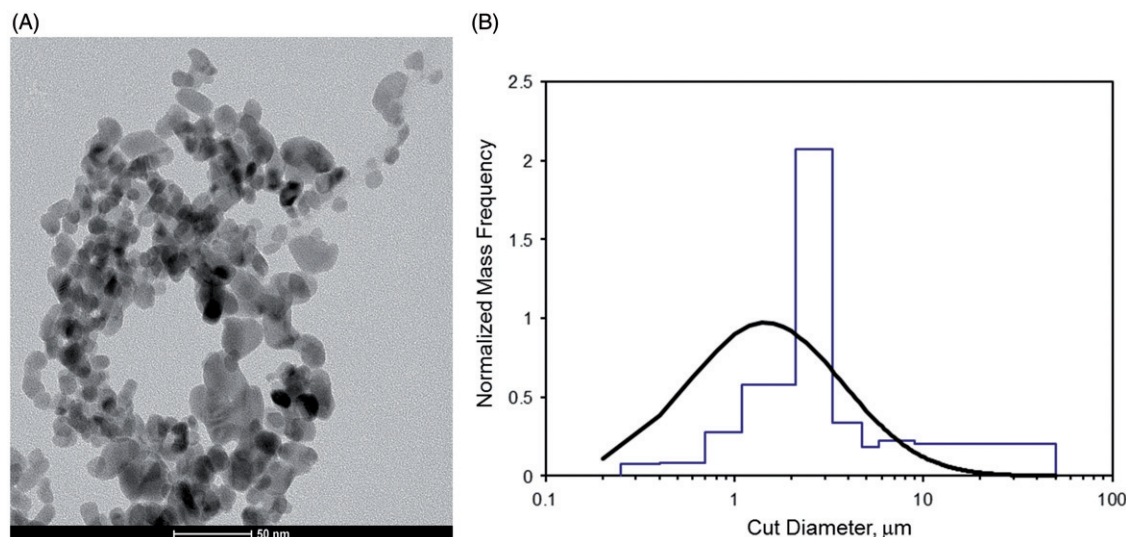 (A)
50 nm
(B)
Normalized Mass Frequency
2.5
2
1.5
1
0.5
0
0.1
1
10
100
Cut Diameter, μm